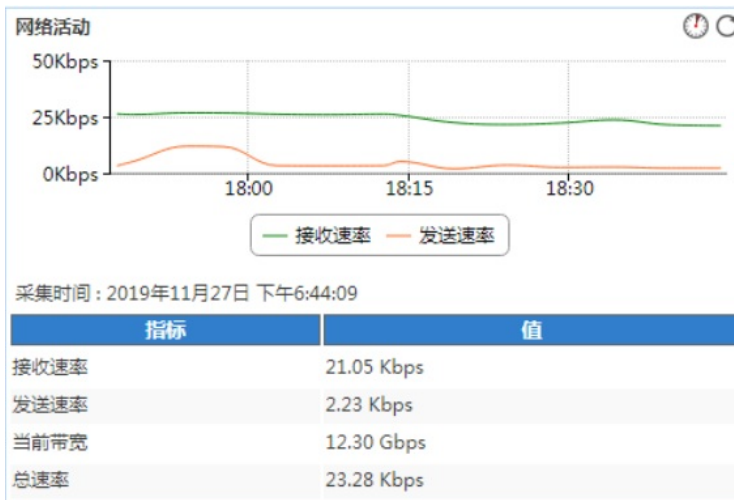 网络活动
50Kbps
25Kbps
0Kbps
18:00 18:15 18:30
接收速率 发送速率
采集时间 : 2019年11月27日 下午6:44:09
指标 值
接收速率 21.05 Kbps
发送速率 2.23 Kbps
当前带宽 12.30 Gbps
总速率 23.28 Kbps